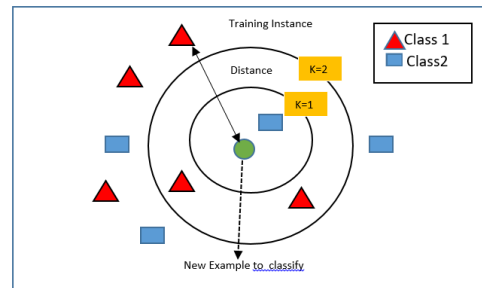 Training Instance
Class 1
Class2
Distance
K=2
K=1
New Example to classify